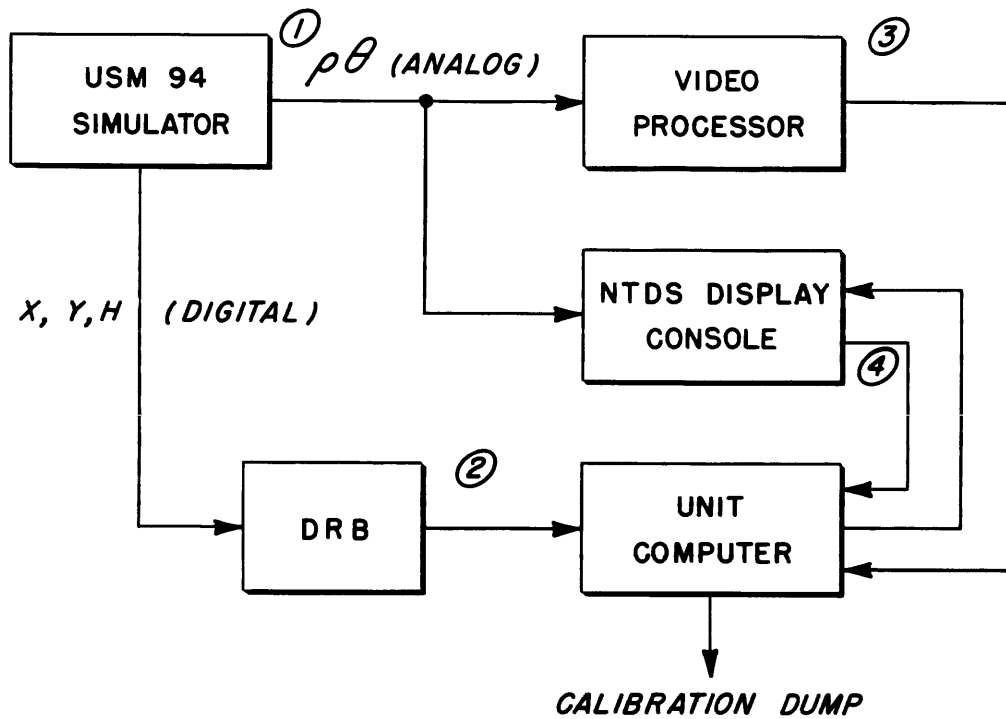 ①
ρθ (ANALOG)
③
USM 94
SIMULATOR
VIDEO
PROCESSOR
X, Y, H (DIGITAL)
NTDS DISPLAY
CONSOLE
④
②
DRB
UNIT
COMPUTER
CALIBRATION DUMP